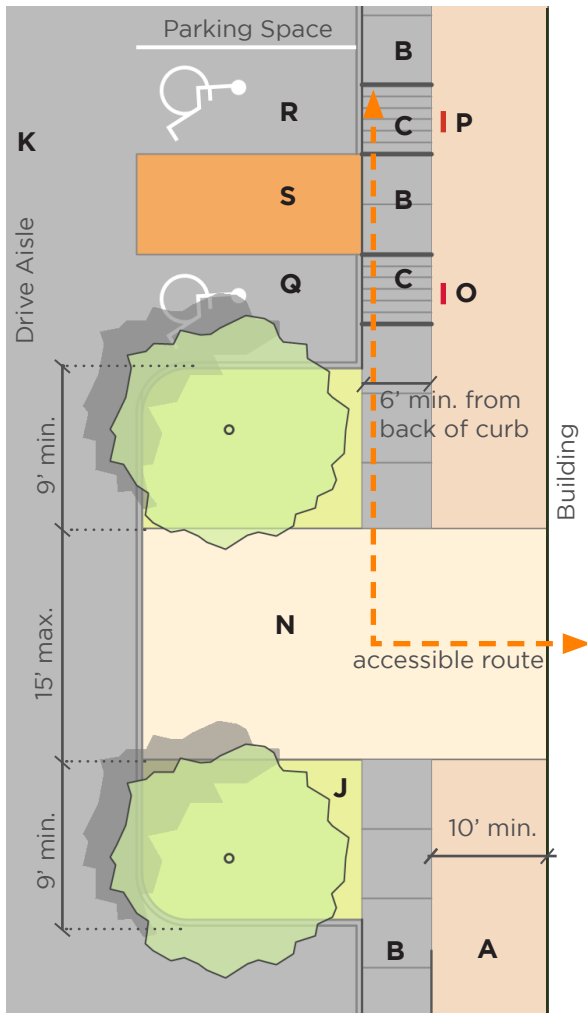 Parking Space
B
R
C
P
K
S
B
Drive Aisle
Q
C
O
6' min. from
back of curb
9' min.
Building
N
15' max.
accessible route
J
10' min.
9' min.
B
A